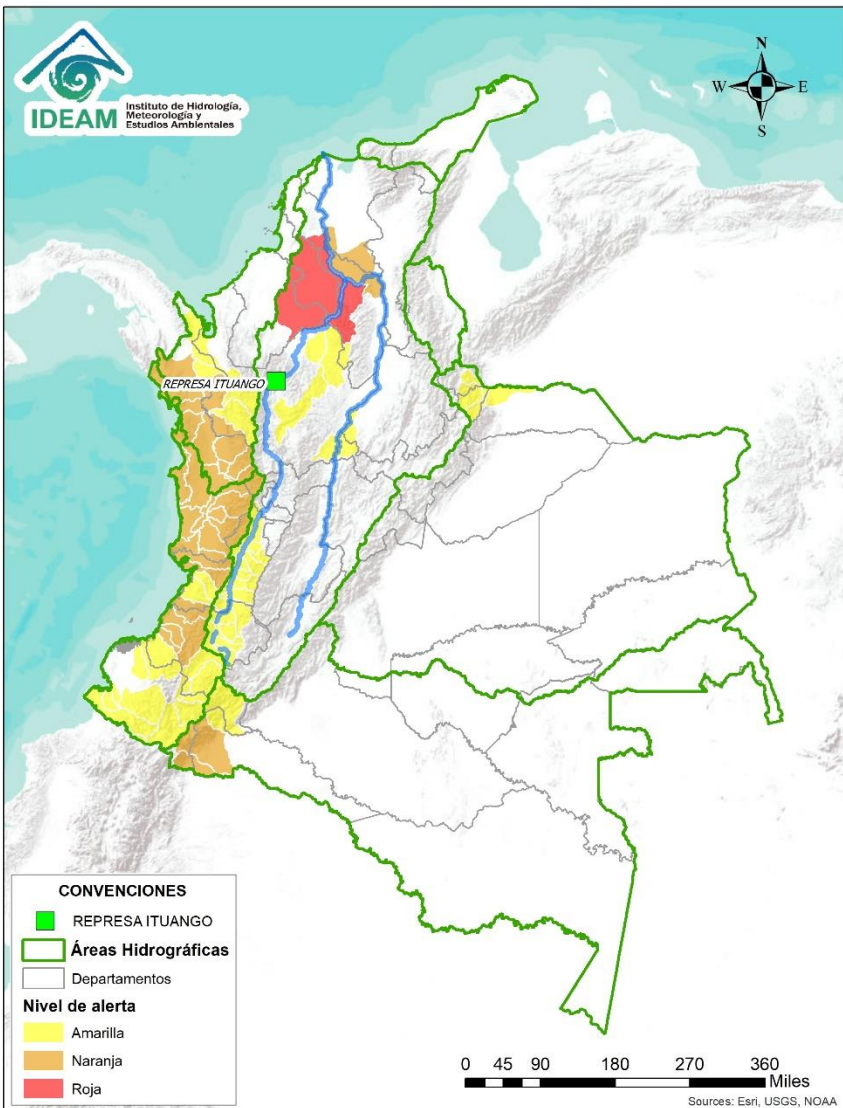 IDEAM
Instituto de Hidrología,
Meteorología y
Estudios Ambientales
N
W
E
S
REPRESA ITUANGO
CONVENCIONES
REPRESA ITUANGO
Áreas Hidrográficas
Departamentos
Nivel de alerta
Amarilla
Naranja
Roja
0 45 90 180 270 360
Miles
Sources: Esri, USGS, NOAA